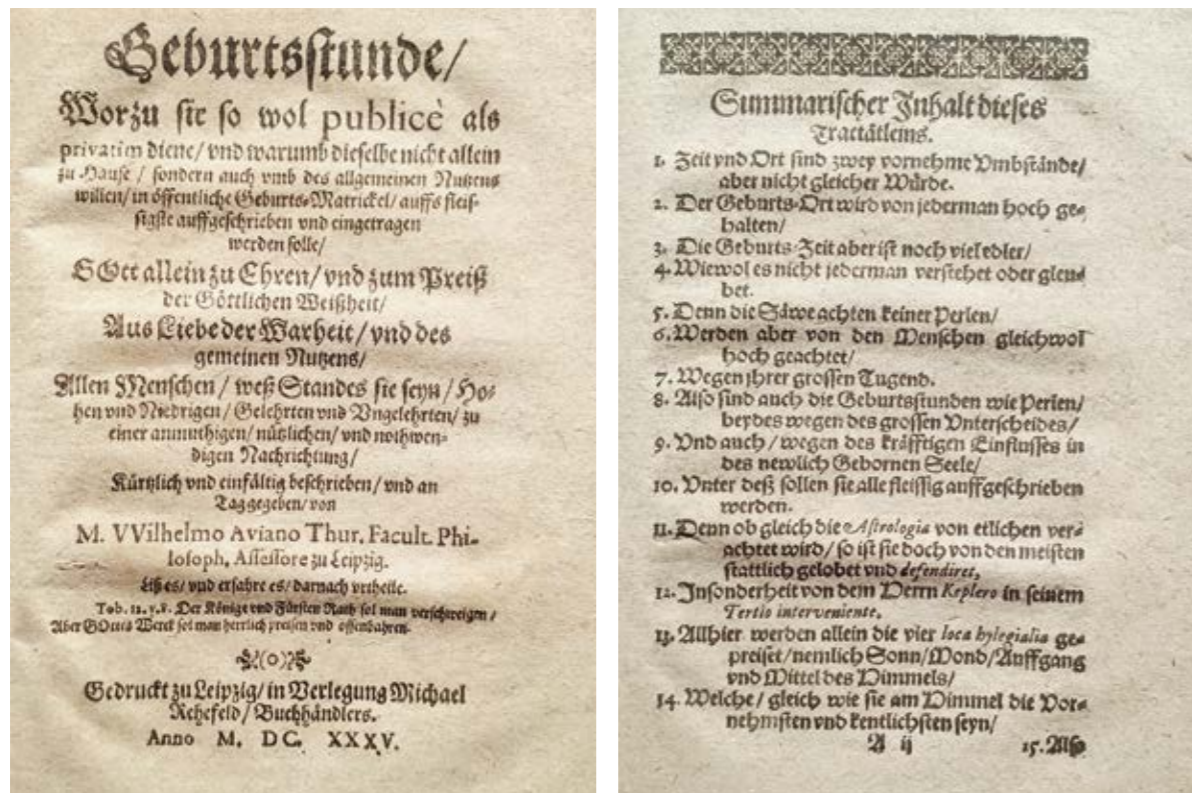 Geburtsstunde/
Worzu sie so wol publicè als
privatim diene/ vnd warumb dieselbe nicht allein
zu Hause / sondern auch vmb des allgemeinen Nutzens
willen/ in öffentliche Geburts-Matrickel/ auffs fleis-
sigste auffgeschrieben vnd eingetragen
werden solle/
GOtt allein zu Ehren/ vnd zum Preiß
der Göttlichen Weißheit/
Aus Liebe der Warheit/ vnd des
gemeinen Nutzens/
Allen Menschen / weß Standes sie seyn/ Ho-
hen vnd Niedrigen/ Gelehrten vnd Vngelehrten/ zu
einer anmuthigen/ nützlichen/ vnd nothwen-
digen Nachrichtung/
Kürtzlich vnd einfältig beschrieben/ vnd an
Tag gegeben/ von
M. VVilhelmo Aviano Thur. Facult. Phi-
losoph. Assessore zu Leipzig.
Liß es/ vnd erfahre es/ darnach vrtheile.
Tob. 12. v. 8. Der Könige vnd Fürsten Rath sol man verschweigen /
Aber GOttes Werck sol man herrlich preisen vnd offenbahren.
(o)
Gedruckt zu Leipzig/ in Verlegung Michael
Rehefeld/ Buchhändlers.
Anno M. DC. XXXV.
Summarischer Inhalt dieses
Tractätleins.
1. Zeit vnd Ort sind zwey vornehme Vmbstände/
aber nicht gleicher Würde.
2. Der Geburts-Ort wird von jederman hoch ge-
halten/
3. Die Geburts-Zeit aber ist noch viel edler/
4. Wiewol es nicht jederman verstehet oder gleu-
bet.
5. Denn die Säwe achten keiner Perlen/
6. Werden aber von den Menschen gleichwol
hoch geachtet/
7. Wegen jhrer grossen Tugend.
8. Also sind auch die Geburtsstunden wie Perlen/
beydes wegen des grossen Vnterscheides/
9. Vnd auch/ wegen des kräfftigen Einflusses in
des newlich Gebornen Seele/
10. Vnter deß sollen sie alle fleissig auffgeschrieben
werden.
11. Denn ob gleich die Astrologia von etlichen ver-
achtet wird/ so ist sie doch von den meisten
stattlich gelobet vnd defendiret,
12. Insonderheit von dem Herrn Keplero in seinem
Tertio interveniente.
13. Allhier werden allein die vier loca hylegialia ge-
preiset/ nemlich Sonn/ Mond/ Auffgang
vnd Mittel des Himmels/
14. Welche/ gleich wie sie am Himmel die Vor-
nehmsten vnd kentlichsten seyn/
A ij 15. Also